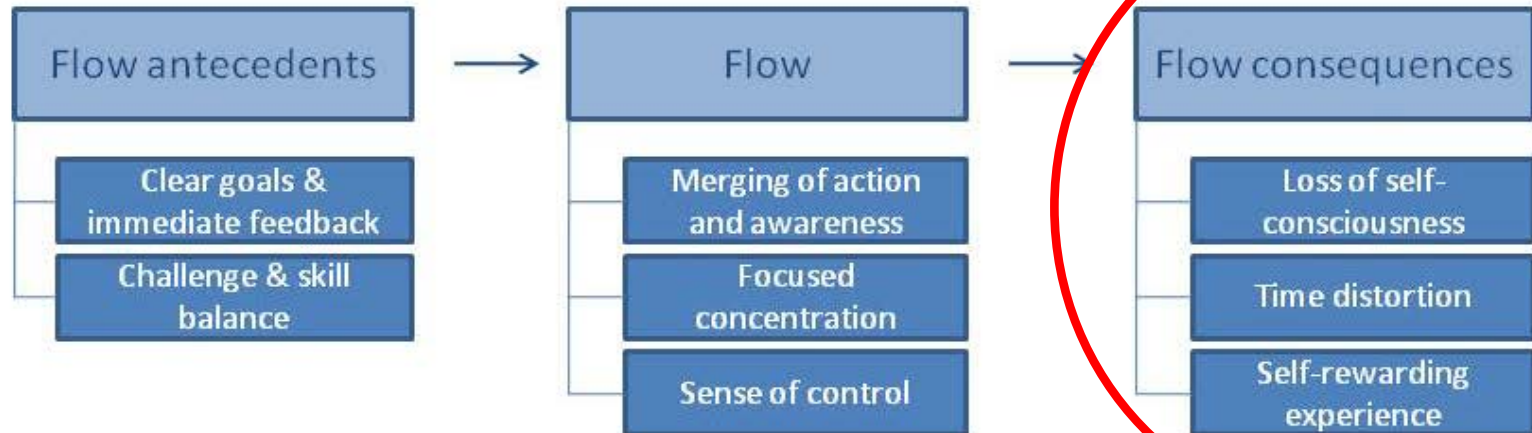 Flow antecedents
Clear goals &
immediate feedback
Challenge & skill
balance
Flow
Merging of action
and awareness
Focused
concentration
Sense of control
Flow consequences
Loss of self-
consciousness
Time distortion
Self-rewarding
experience